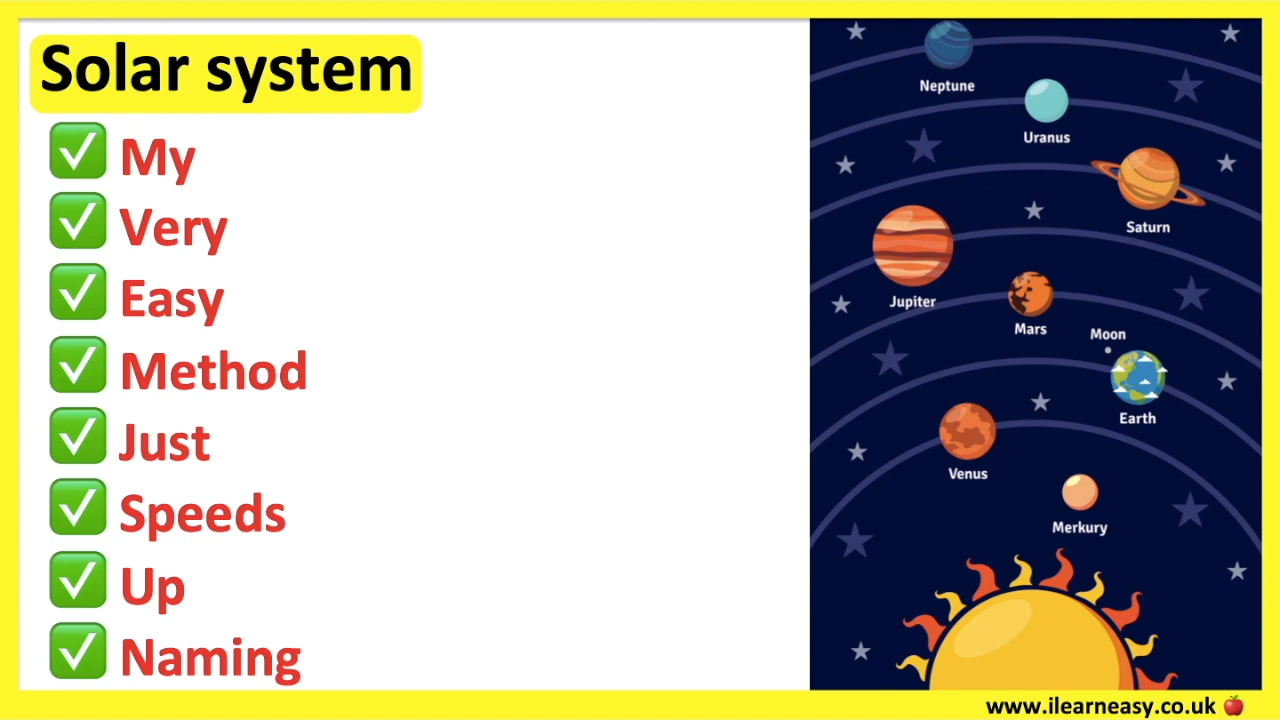 Solar system
My
Very
Easy
Method
Just
Speeds
Up
Naming
Neptune
Uranus
Saturn
Jupiter
Mars
Moon
Earth
Venus
Merkury
www.ilearneasy.co.uk